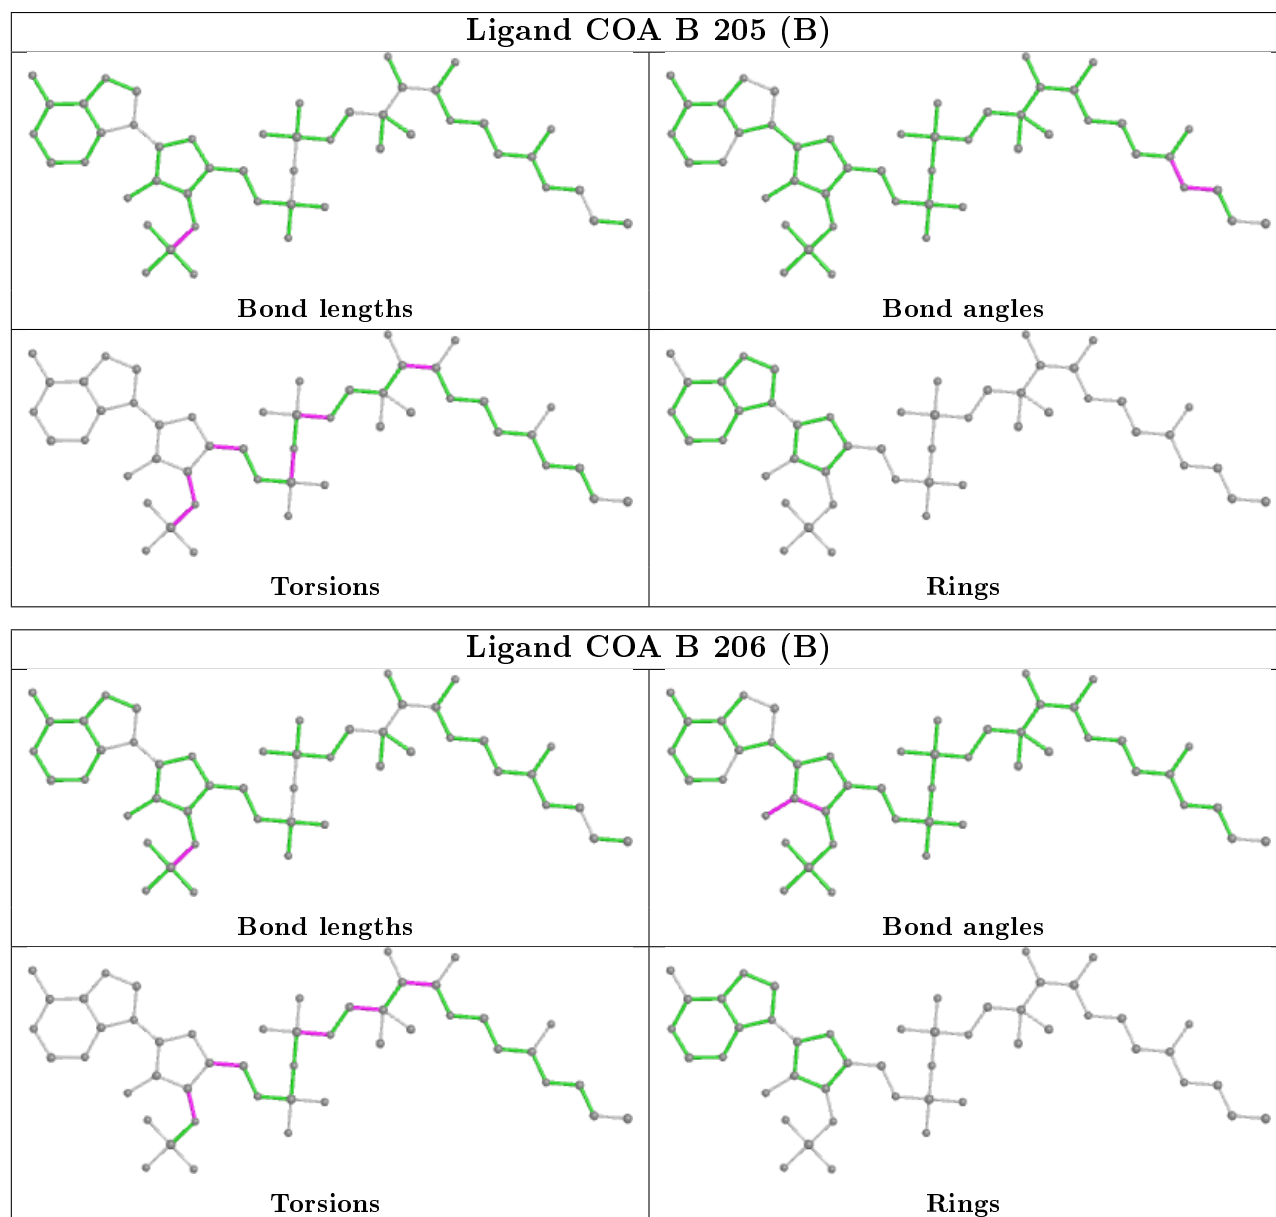 Ligand COA B 205 (B)
Bond lengths
Bond angles
Torsions
Rings
Ligand COA B 206 (B)
Bond lengths
Bond angles
Torsions
Rings